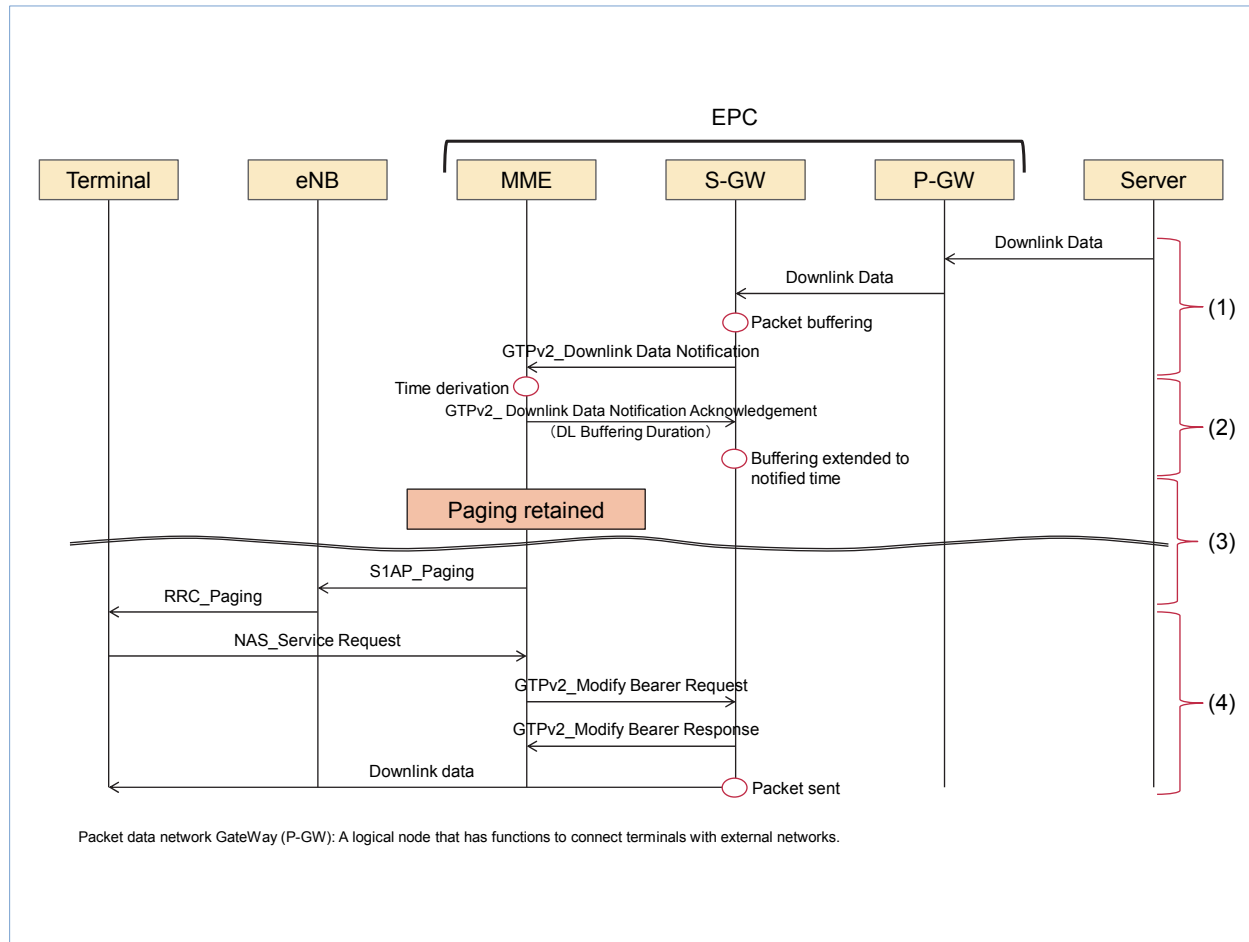 EPC
Terminal
eNB
MME
S-GW
P-GW
Server
Downlink Data
Downlink Data
(1)
Packet buffering
GTPv2_Downlink Data Notification
Time derivation
GTPv2_ Downlink Data Notification Acknowledgement
（DL Buffering Duration）
(2)
Buffering extended to
notified time
Paging retained
(3)
S1AP_Paging
RRC_Paging
NAS_Service Request
GTPv2_Modify Bearer Request
(4)
GTPv2_Modify Bearer Response
Downlink data
Packet sent
Packet data network GateWay (P-GW): A logical node that has functions to connect terminals with external networks.